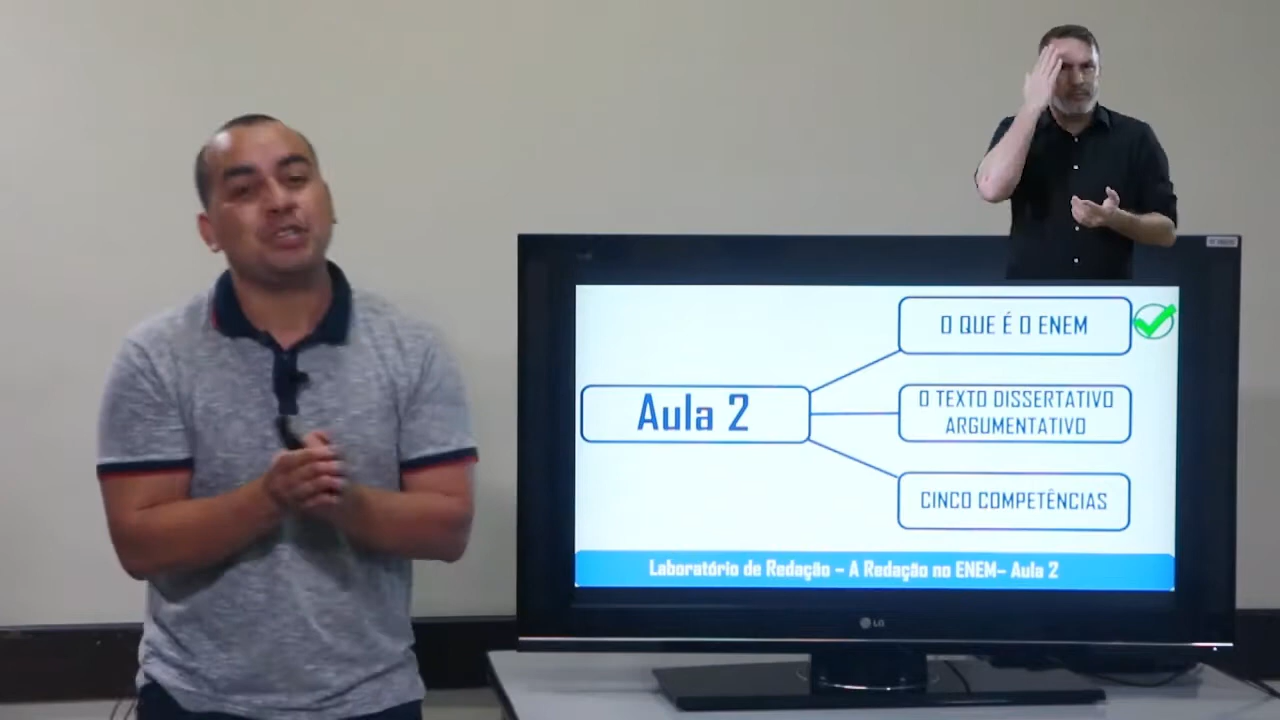 O QUE É O ENEM
Aula 2
O TEXTO DISSERTATIVO
ARGUMENTATIVO
CINCO COMPETÊNCIAS
Laboratório de Redação – A Redação no ENEM– Aula 2
LG